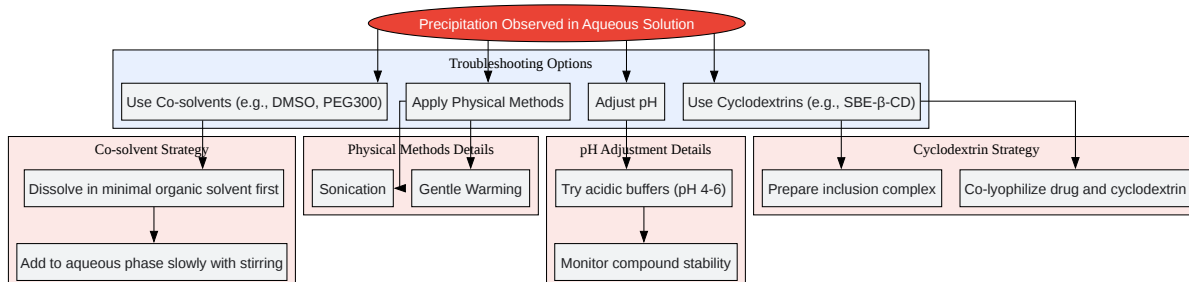 Precipitation Observed in Aqueous Solution
Troubleshooting Options
Use Co-solvents (e.g., DMSO, PEG300)
Apply Physical Methods
Adjust pH
Use Cyclodextrins (e.g., SBE-β-CD)
Co-solvent Strategy
Physical Methods Details
pH Adjustment Details
Cyclodextrin Strategy
Dissolve in minimal organic solvent first
Sonication
Gentle Warming
Try acidic buffers (pH 4-6)
Prepare inclusion complex
Co-lyophilize drug and cyclodextrin
Add to aqueous phase slowly with stirring
Monitor compound stability